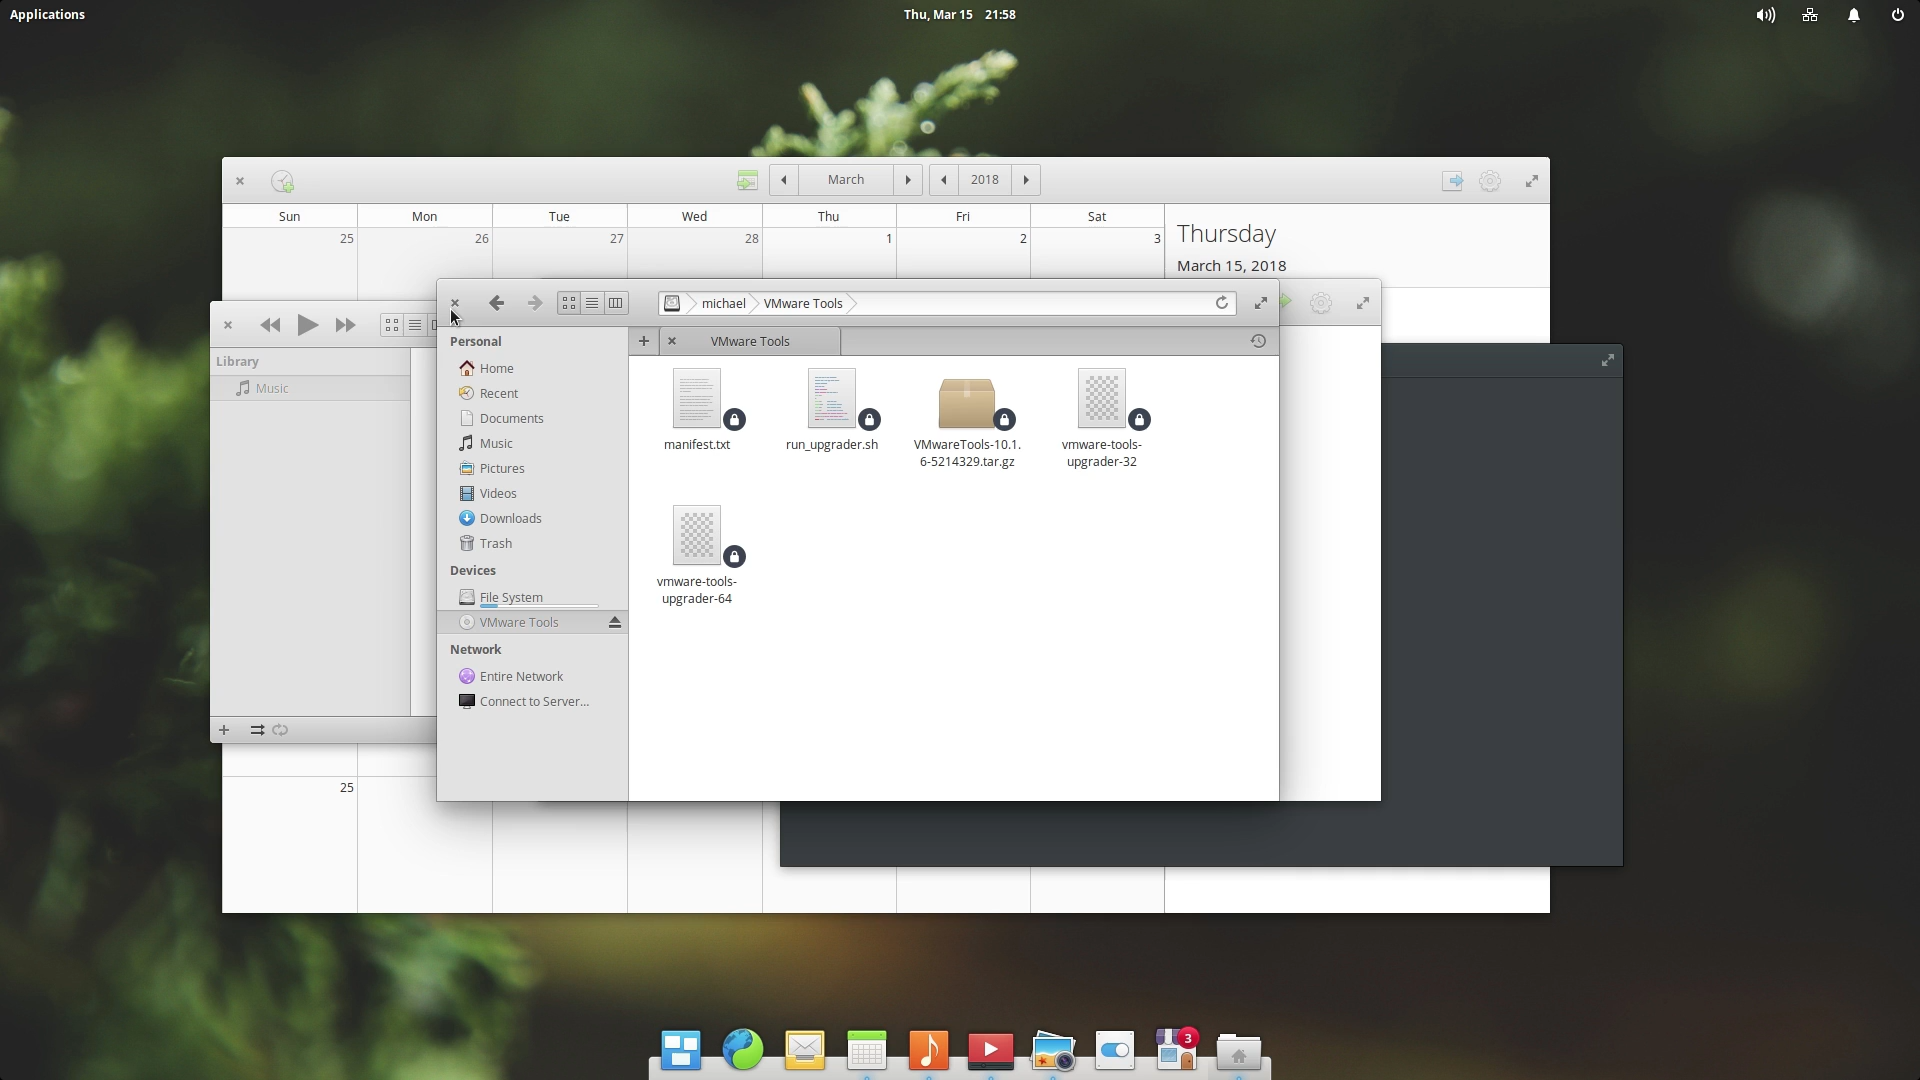 Applications
Thu, Mar 15 21:58
March
2018
Sun
Mon
Tue
Wed
Thu
Fri
Sat
25
26
27
28
1
2
3
Thursday
March 15, 2018
michael
VMware Tools
Library
Music
Personal
Home
Recent
Documents
Music
Pictures
Videos
Downloads
Trash
Devices
File System
VMware Tools
Network
Entire Network
Connect to Server...
VMware Tools
manifest.txt
run_upgrader.sh
VMwareTools-10.1.
6-5214329.tar.gz
vmware-tools-
upgrader-32
vmware-tools-
upgrader-64
25
3